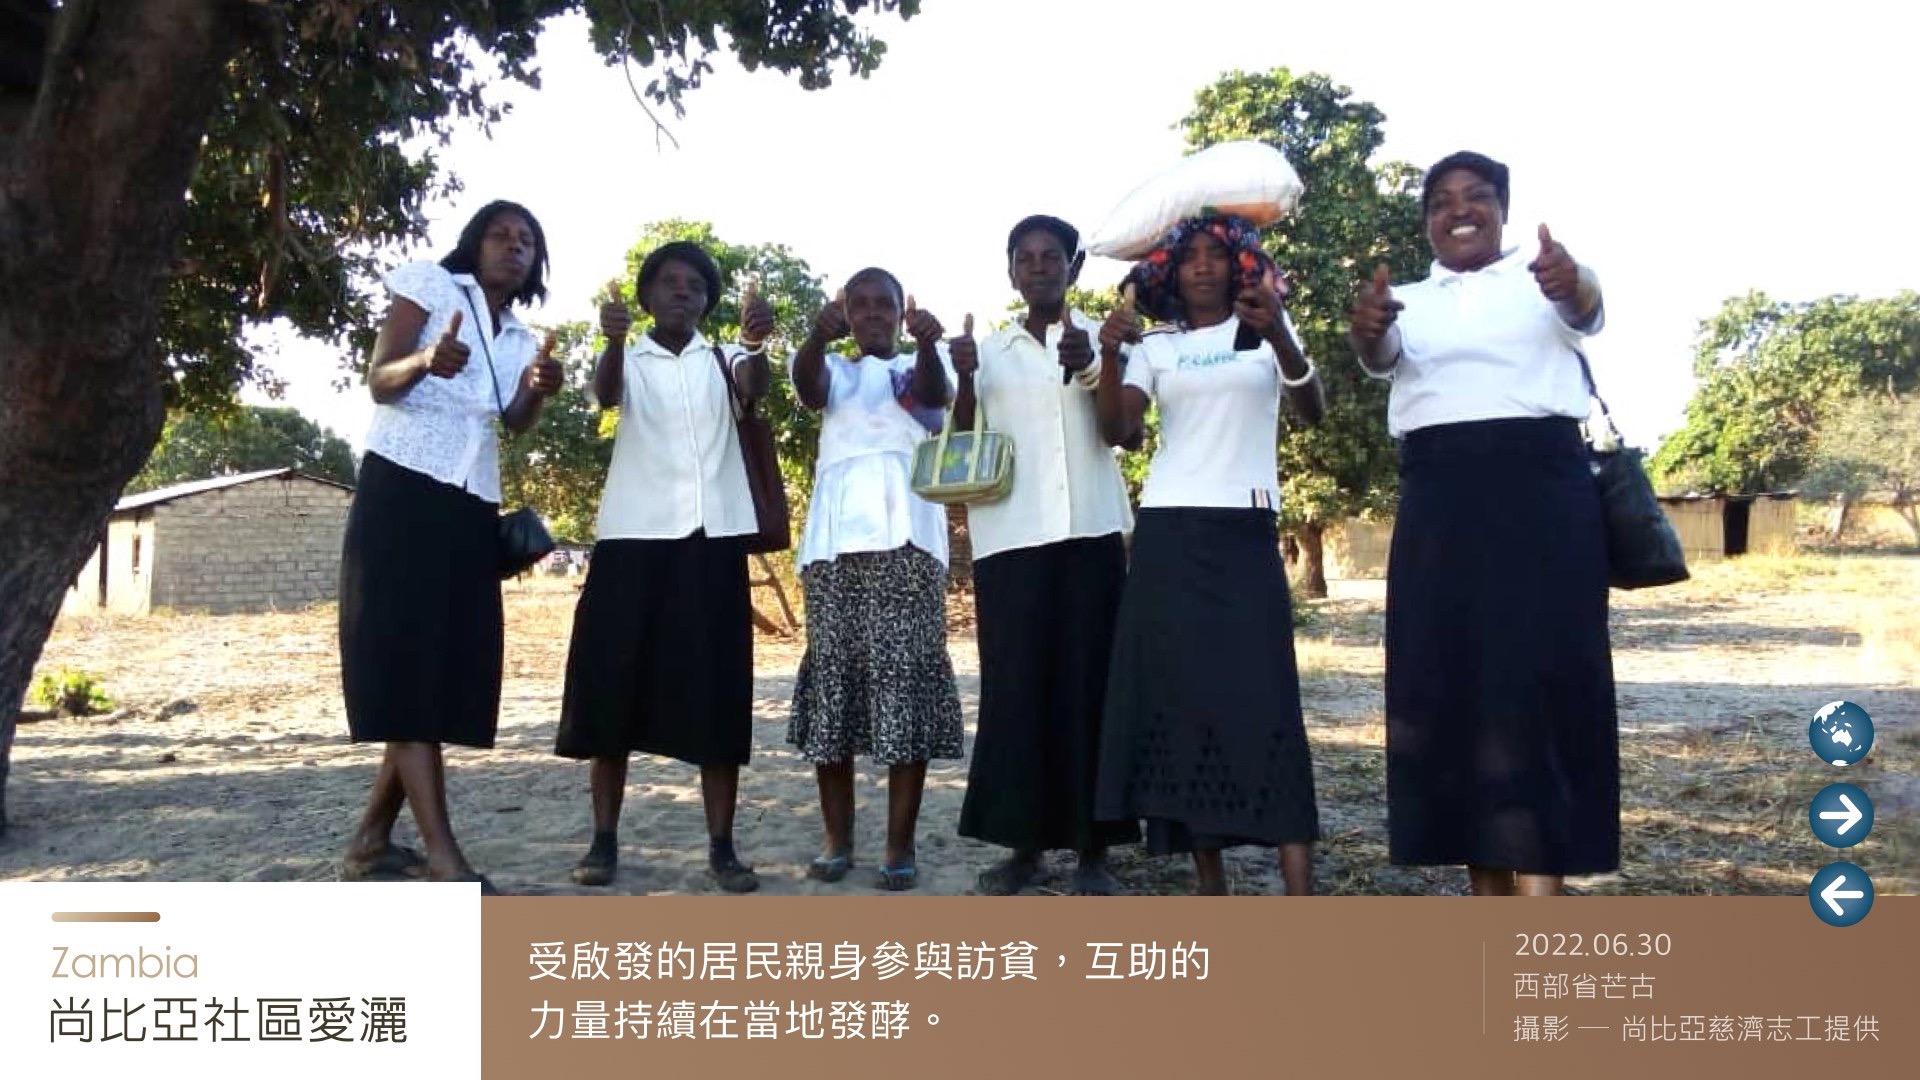 Zambia
尚比亞社區愛灑
受啟發的居民親身參與訪貧，互助的
力量持續在當地發酵。
2022.06.30
西部省芒古
攝影 — 尚比亞慈濟志工提供